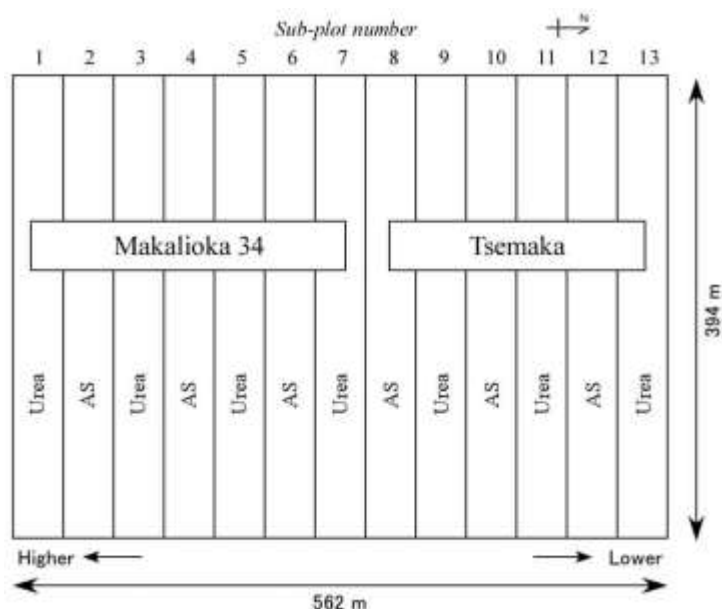 Sub-plot number
N
1 2 3 4 5 6 7 8 9 10 11 12 13
Makalioka 34 Tsemaka
Urea AS Urea AS Urea AS Urea AS Urea AS Urea AS Urea
394 m
Higher Lower
562 m